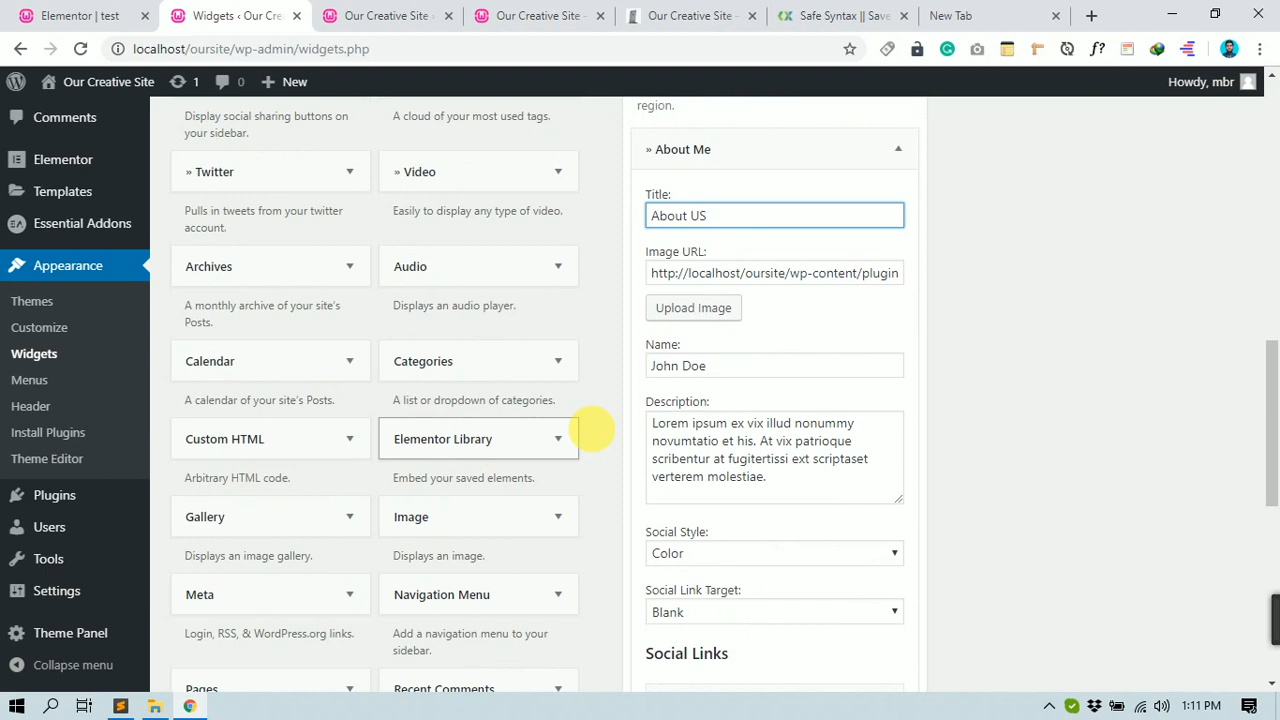 Elementor | test
Widgets ‹ Our Cre
Our Creative Site ‹
Our Creative Site –
Our Creative Site –
Safe Syntax || Save
New Tab
localhost/oursite/wp-admin/widgets.php
f?
Our Creative Site
1
0
New
Howdy, mbr
Comments
Elementor
Templates
Essential Addons
Appearance
Themes
Customize
Widgets
Menus
Header
Install Plugins
Theme Editor
Plugins
Users
Tools
Settings
Theme Panel
Collapse menu
Display social sharing buttons on
your sidebar.
A cloud of your most used tags.
» Twitter
» Video
Pulls in tweets from your twitter
account.
Easily to display any type of video.
Archives
Audio
A monthly archive of your site's
Posts.
Displays an audio player.
Calendar
Categories
A calendar of your site's Posts.
A list or dropdown of categories.
Custom HTML
Elementor Library
Arbitrary HTML code.
Embed your saved elements.
Gallery
Image
Displays an image gallery.
Displays an image.
Meta
Navigation Menu
Login, RSS, & WordPress.org links.
Add a navigation menu to your
sidebar.
Pages
Recent Comments
region.
» About Me
Title:
About US
Image URL:
http://localhost/oursite/wp-content/plugin
Upload Image
Name:
John Doe
Description:
Lorem ipsum ex vix illud nonummy
novumtatio et his. At vix patrioque
scribentur at fugitertissi ext scriptaset
verterem molestiae.
Social Style:
Color
Social Link Target:
Blank
Social Links
1:11 PM